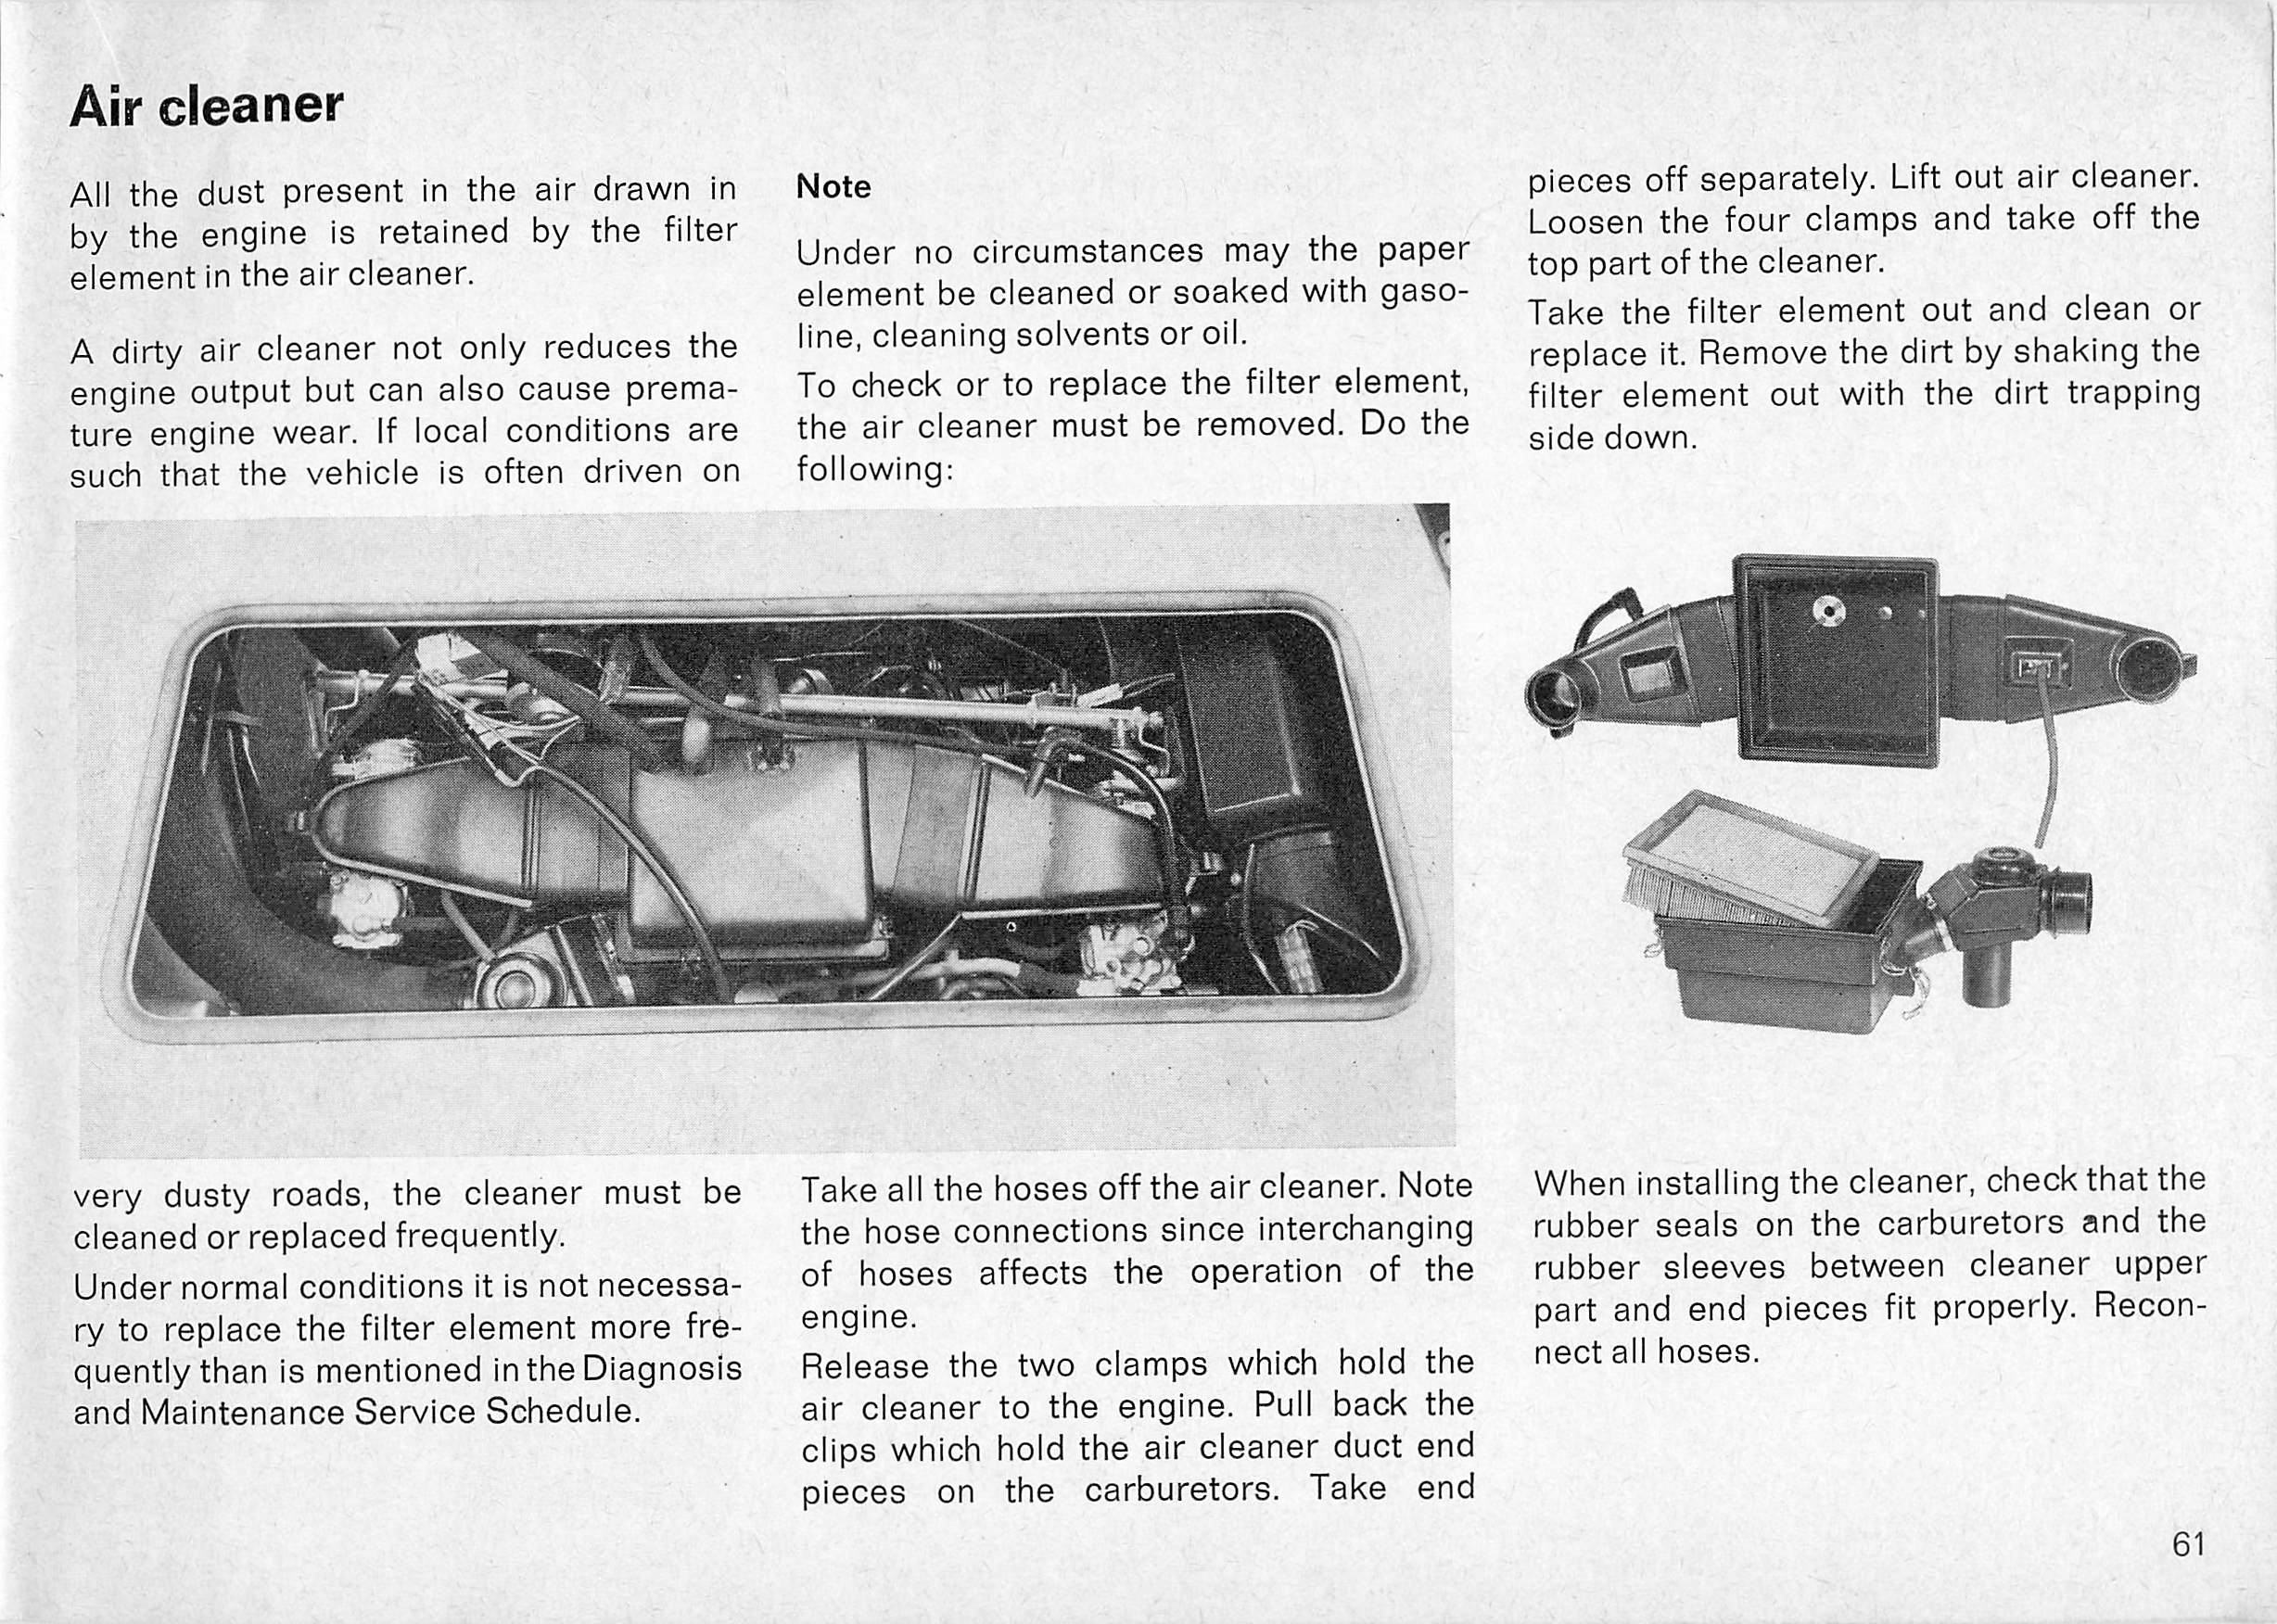 Air cleaner
All the dust present in the air drawn in
by the engine is retained by the filter
element in the air cleaner.
A dirty air cleaner not only reduces the
engine output but can also cause prema-
ture engine wear. If local conditions are
such that the vehicle is often driven on
very dusty roads, the cleaner must be
cleaned or replaced frequently.
Under normal conditions it is not necessa-
ry to replace the filter element more fre-
quently than is mentioned in the Diagnosis
and Maintenance Service Schedule.
Note
Under no circumstances may the paper
element be cleaned or soaked with gaso-
line, cleaning solvents or oil.
To check or to replace the filter element,
the air cleaner must be removed. Do the
following:
Take all the hoses off the air cleaner. Note
the hose connections since interchanging
of hoses affects the operation of the
engine.
Release the two clamps which hold the
air cleaner to the engine. Pull back the
clips which hold the air cleaner duct end
pieces on the carburetors. Take end
pieces off separately. Lift out air cleaner.
Loosen the four clamps and take off the
top part of the cleaner.
Take the filter element out and clean or
replace it. Remove the dirt by shaking the
filter element out with the dirt trapping
side down.
When installing the cleaner, check that the
rubber seals on the carburetors and the
rubber sleeves between cleaner upper
part and end pieces fit properly. Recon-
nect all hoses.
61